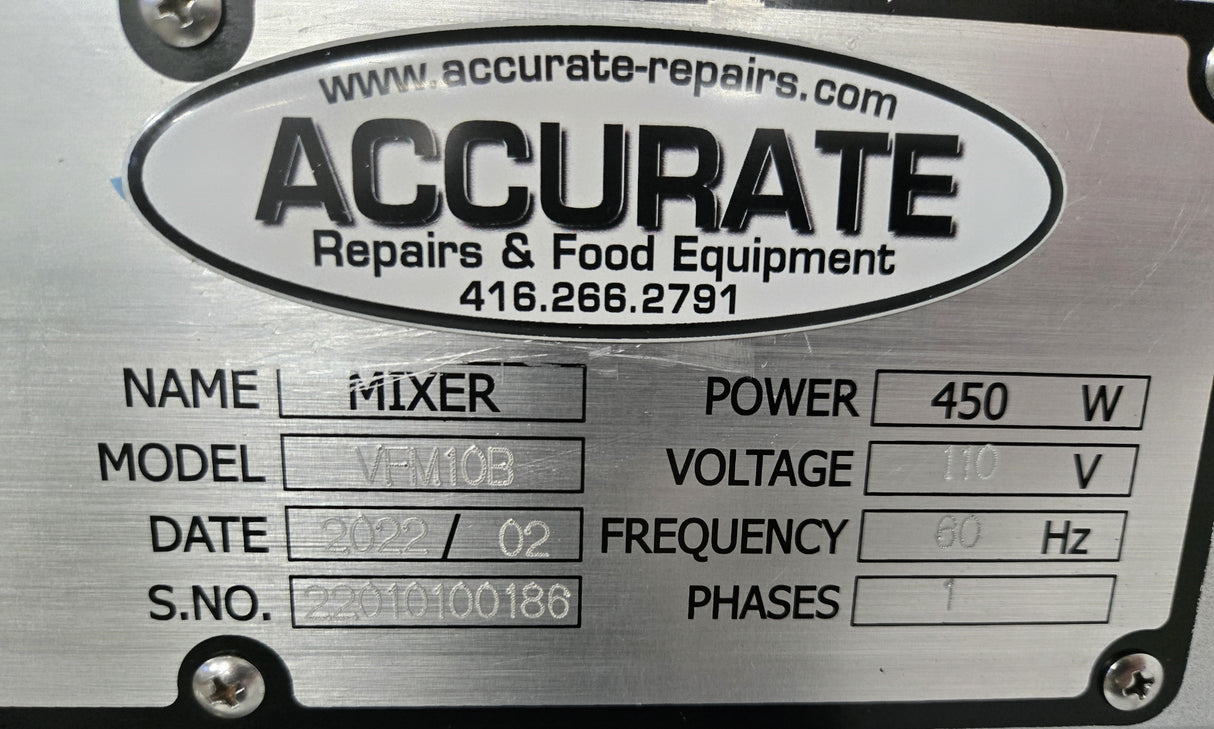 www.accurate-repairs.com
ACCURATE
Repairs & Food Equipment
416.266.2791
NAME MIXER
MODEL VFM10B
DATE 2022 / 02
S.NO. 22010100186
POWER 450 W
VOLTAGE 110 V
FREQUENCY 60 Hz
PHASES 1